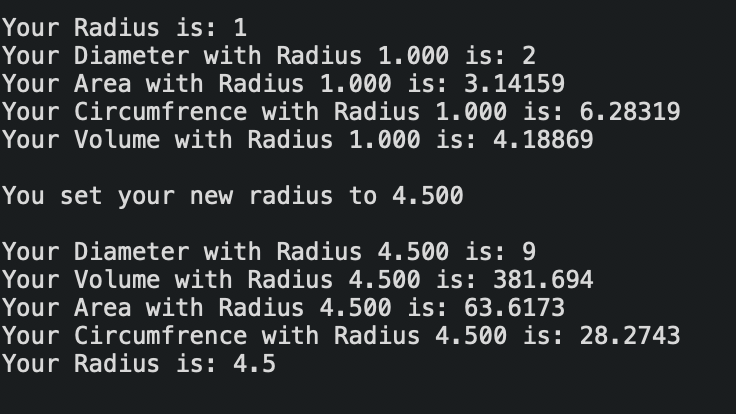 Your Radius is: 1
Your Diameter with Radius 1.000 is: 2
Your Area with Radius 1.000 is: 3.14159
Your Circumfrence with Radius 1.000 is: 6.28319
Your Volume with Radius 1.000 is: 4.18869
You set your new radius to 4.500
Your Diameter with Radius 4.500 is: 9
Your Volume with Radius 4.500 is: 381.694
Your Area with Radius 4.500 is: 63.6173
Your Circumfrence with Radius 4.500 is: 28.2743
Your Radius is: 4.5